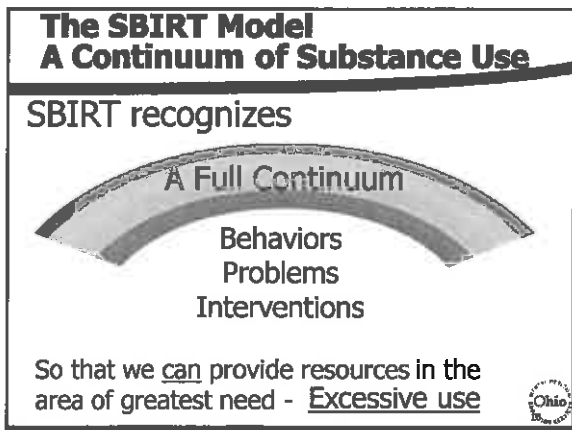 The SBIRT Model
A Continuum of Substance Use
SBIRT recognizes
A Full Continuum
Behaviors
Problems
Interventions
So that we can provide resources in the
area of greatest need - Excessive use
Ohio